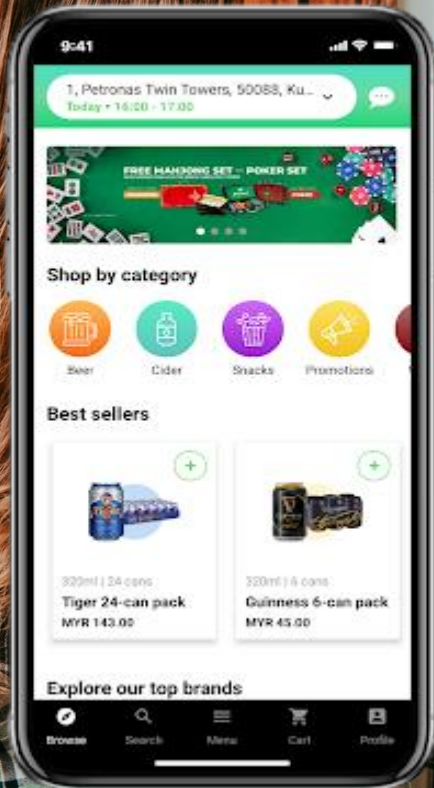 9:41
1, Petronas Twin Towers, 50088, Ku...
Today • 16:00 - 17:00
FREE MAHJONG SET — POKER SET
Shop by category
Beer
Cider
Snacks
Promotions
Best sellers
320ml | 24 cans
Tiger 24-can pack
MYR 143.00
320ml | 6 cans
Guinness 6-can pack
MYR 45.00
Explore our top brands
Browse
Search
Menu
Cart
Profile